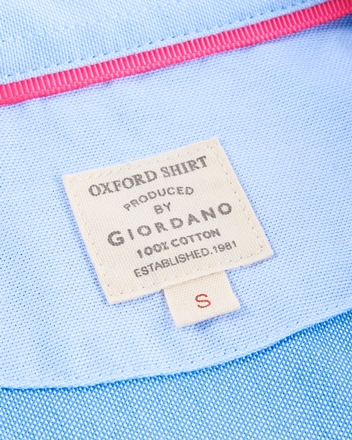 OXFORD SHIRT
PRODUCED
BY
GIORDANO
100% COTTON
ESTABLISHED.1981
S